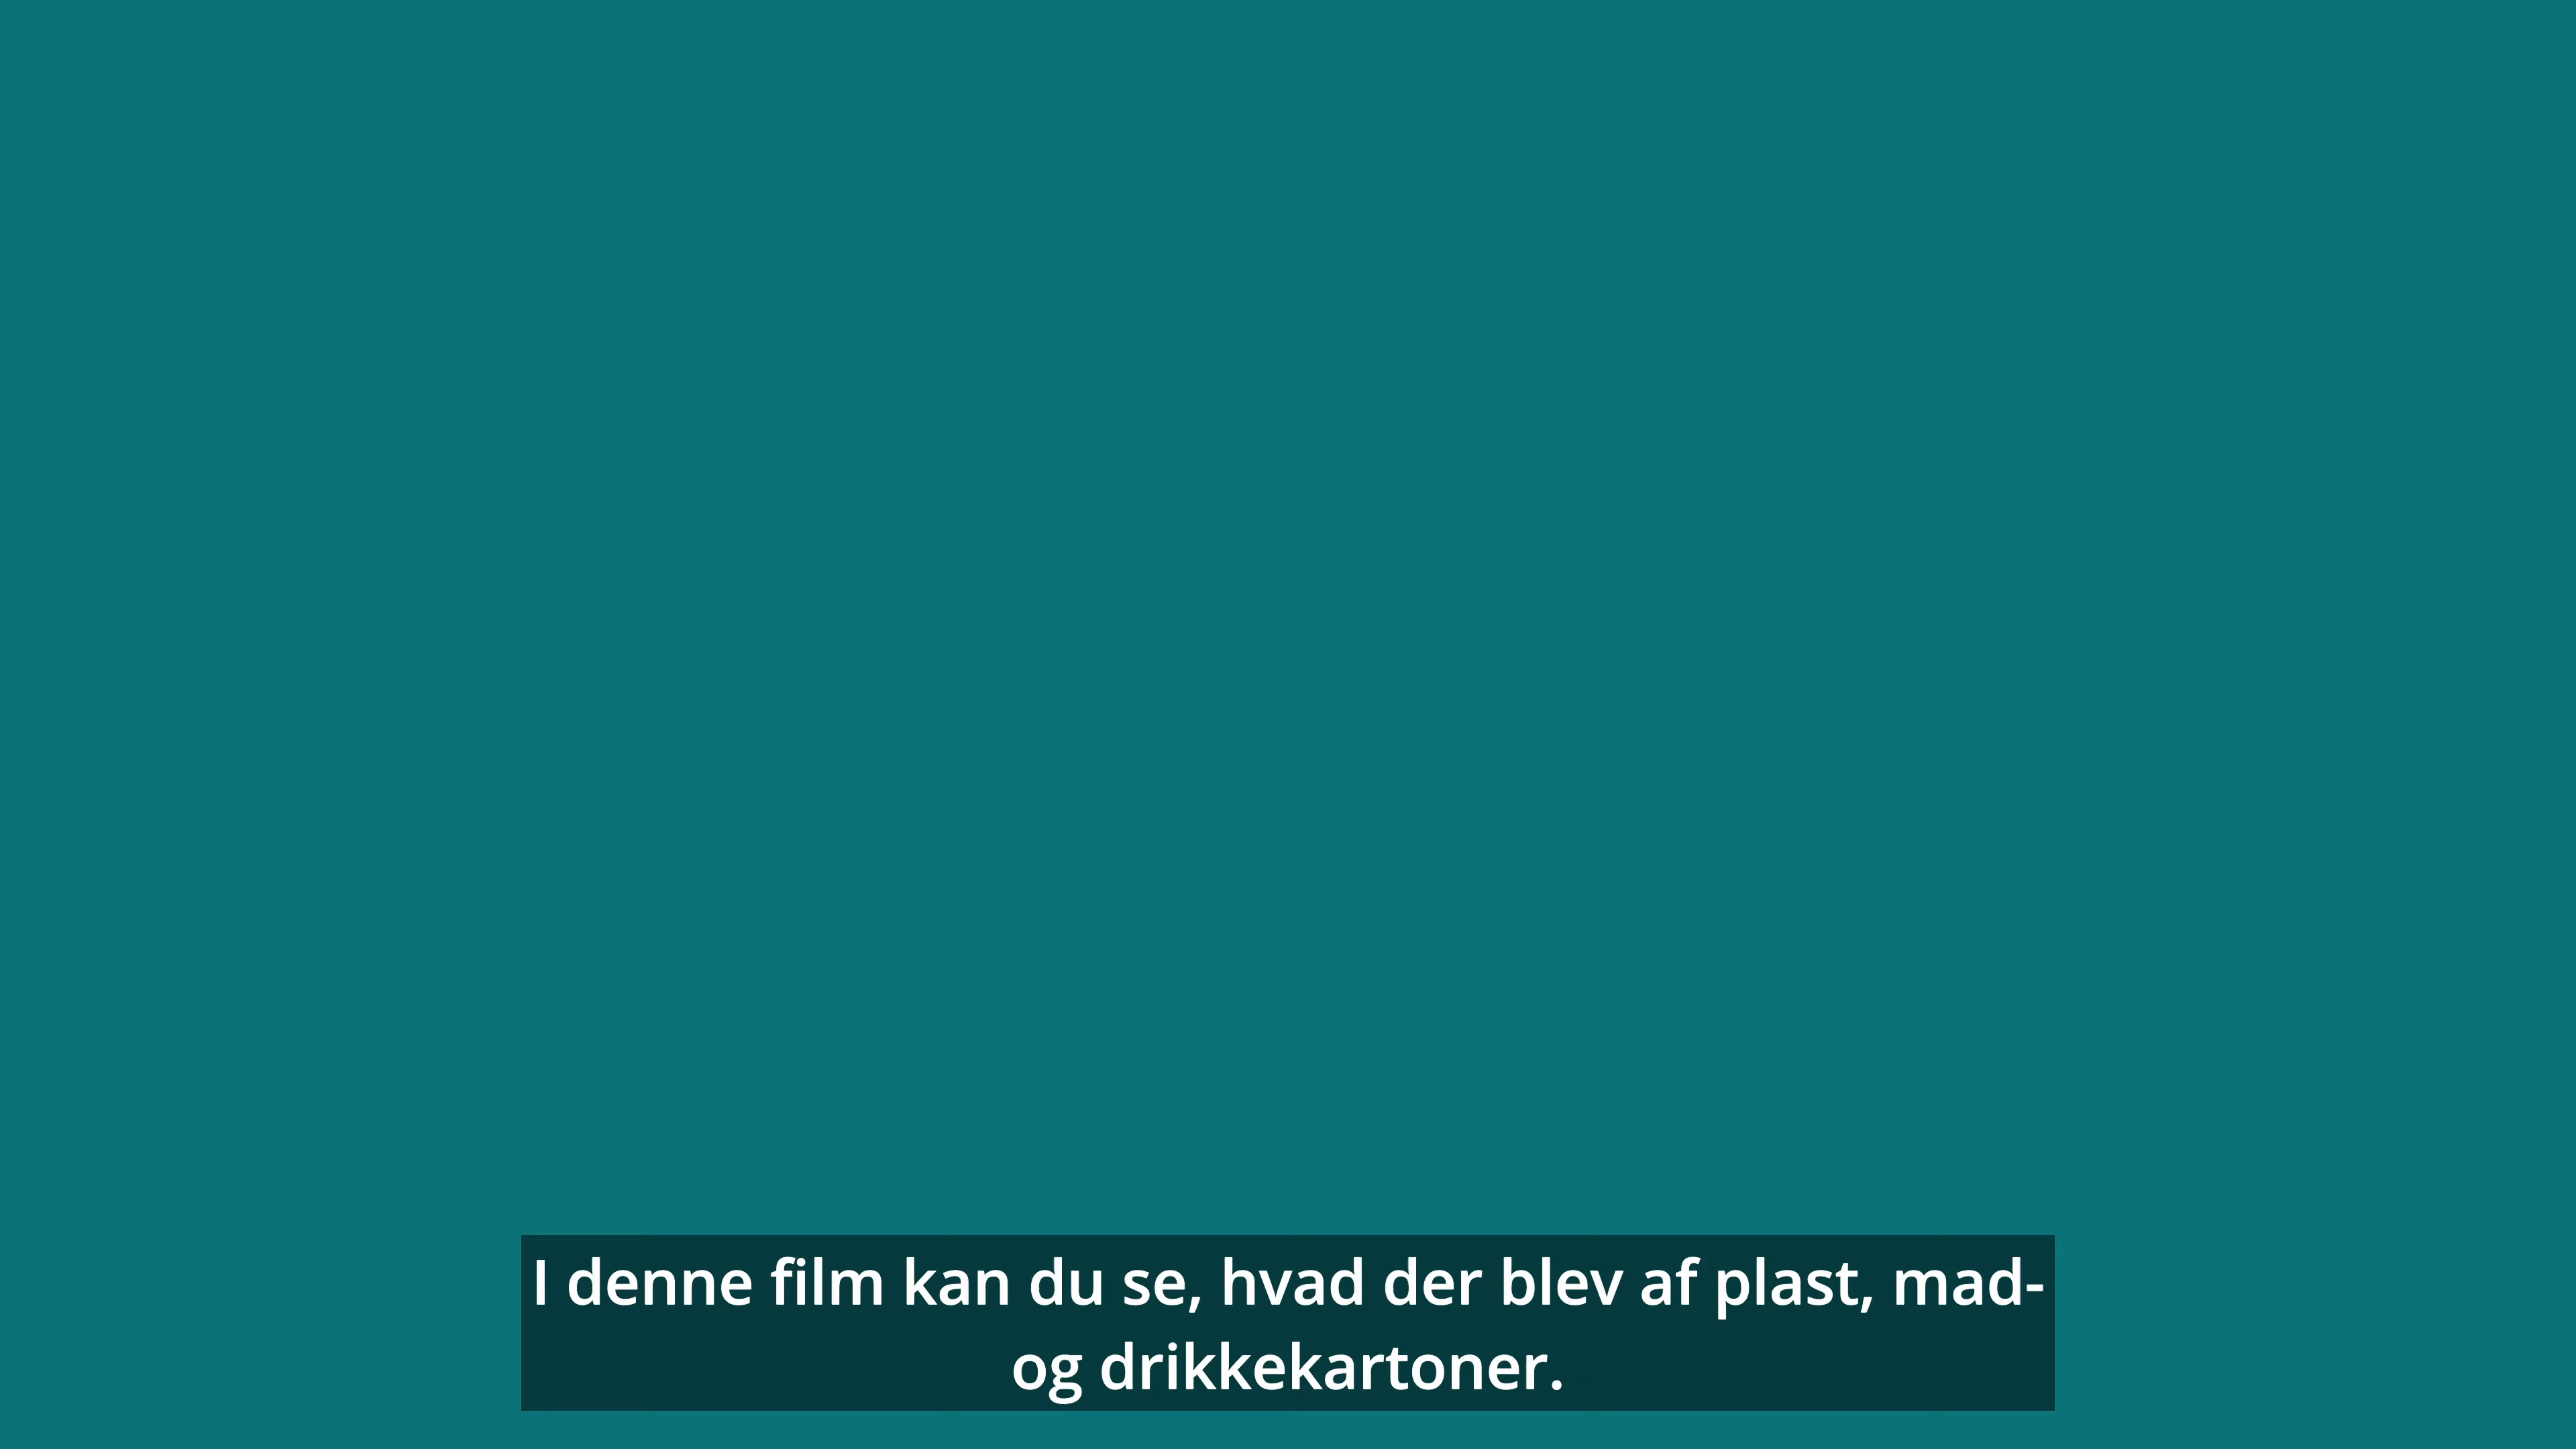 I denne film kan du se, hvad der blev af plast, mad-
og drikkekartoner.